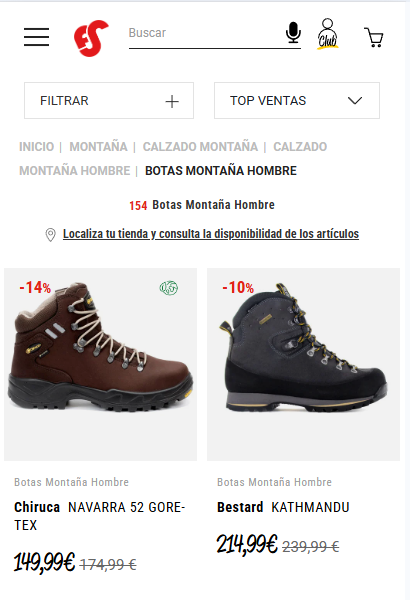 Buscar
Club
FILTRAR
TOP VENTAS
INICIO | MONTAÑA | CALZADO MONTAÑA | CALZADO
MONTAÑA HOMBRE | BOTAS MONTAÑA HOMBRE
154 Botas Montaña Hombre
Localiza tu tienda y consulta la disponibilidad de los artículos
-14%
-10%
Botas Montaña Hombre
Chiruca NAVARRA 52 GORE-
TEX
149,99€ 174,99 €
Botas Montaña Hombre
Bestard KATHMANDU
214,99€ 239,99 €